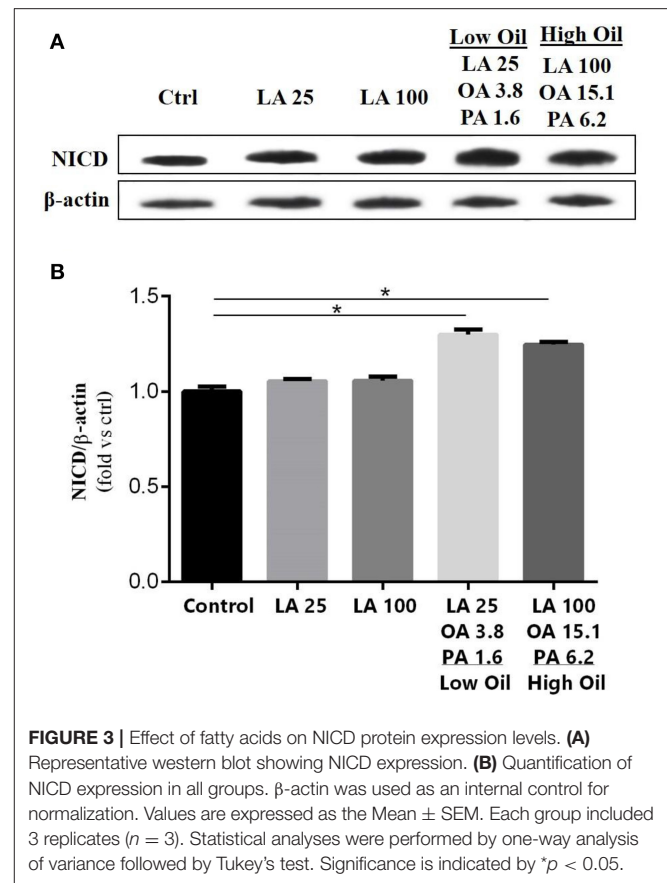 A
Low Oil High Oil
Ctrl LA 25 LA 100 LA 25 LA 100
OA 3.8 OA 15.1
PA 1.6 PA 6.2
NICD
β-actin
B
NICD/β-actin
(fold vs ctrl)
1.5
1.0
0.5
0.0
*
*
Control LA 25 LA 100 LA 25 LA 100
OA 3.8 OA 15.1
PA 1.6 PA 6.2
Low Oil High Oil
FIGURE 3 | Effect of fatty acids on NICD protein expression levels. (A)
Representative western blot showing NICD expression. (B) Quantification of
NICD expression in all groups. β-actin was used as an internal control for
normalization. Values are expressed as the Mean ± SEM. Each group included
3 replicates (n = 3). Statistical analyses were performed by one-way analysis
of variance followed by Tukey's test. Significance is indicated by *p < 0.05.